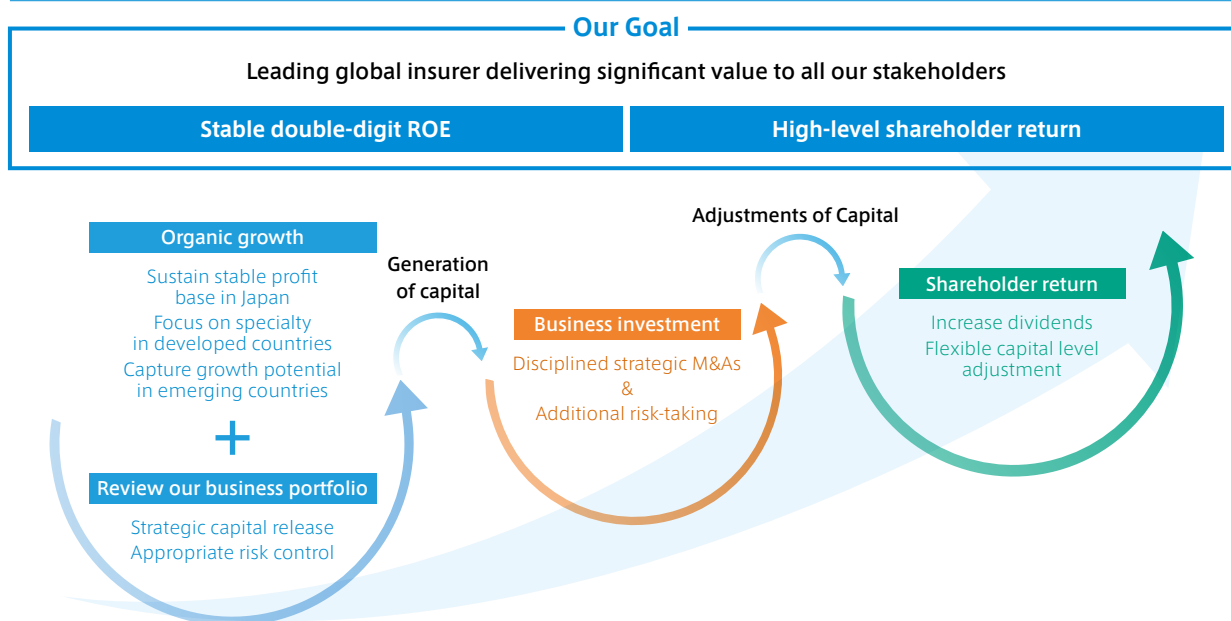 Our Goal
Leading global insurer delivering significant value to all our stakeholders
Stable double-digit ROE
High-level shareholder return
Organic growth
Sustain stable profit
base in Japan
Focus on specialty
in developed countries
Capture growth potential
in emerging countries
+
Review our business portfolio
Strategic capital release
Appropriate risk control
Generation
of capital
Business investment
Disciplined strategic M&As
&
Additional risk-taking
Adjustments of Capital
Shareholder return
Increase dividends
Flexible capital level
adjustment